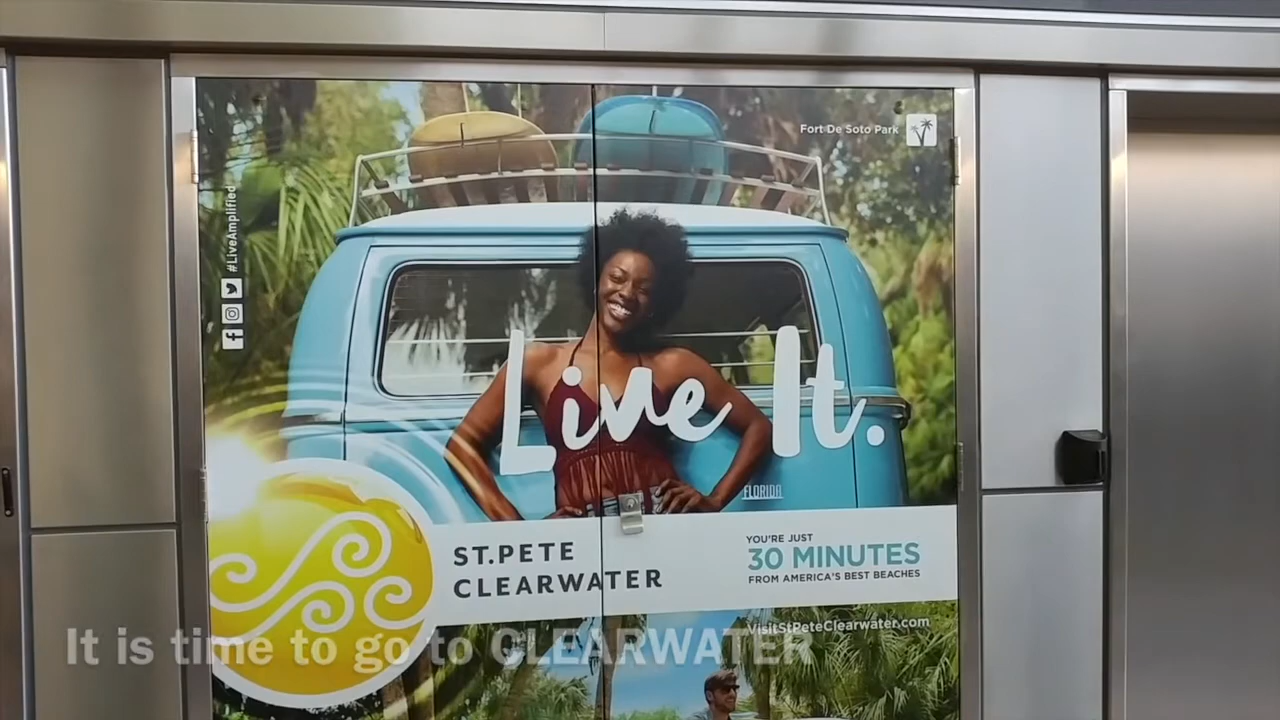 Fort De Soto Park
#LiveAmplified
Live It.
FLORIDA
ST.PETE
CLEARWATER
YOU'RE JUST
30 MINUTES
FROM AMERICA'S BEST BEACHES
VisitStPeteClearwater.com
It is time to go to CLEARWATER